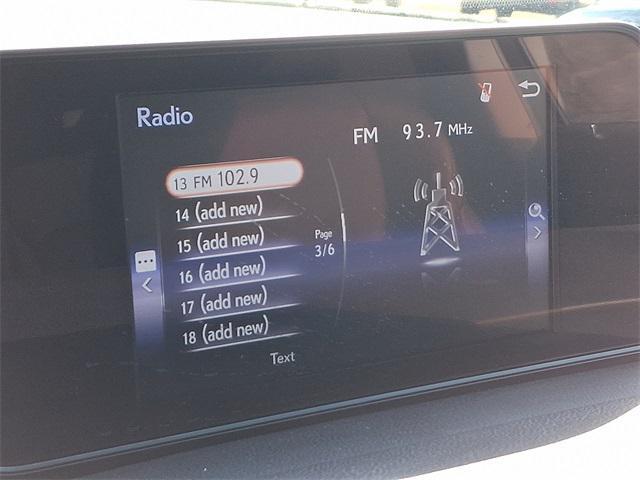 Radio
FM 93.7 MHz
13 FM 102.9
14 (add new)
15 (add new)
Page
3/6
16 (add new)
17 (add new)
18 (add new)
Text